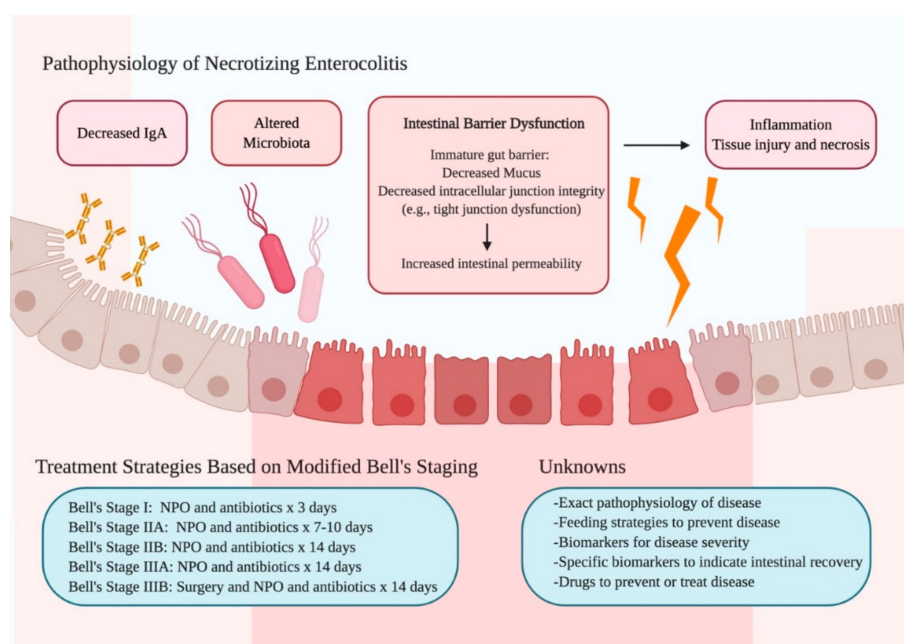 Pathophysiology of Necrotizing Enterocolitis
Decreased IgA
Altered
Microbiota
Intestinal Barrier Dysfunction
Immature gut barrier:
Decreased Mucus
Decreased intracellular junction integrity
(e.g., tight junction dysfunction)
Increased intestinal permeability
Inflammation
Tissue injury and necrosis
Treatment Strategies Based on Modified Bell's Staging
Bell's Stage I: NPO and antibiotics x 3 days
Bell's Stage IIA: NPO and antibiotics x 7-10 days
Bell's Stage IIB: NPO and antibiotics x 14 days
Bell's Stage IIIA: NPO and antibiotics x 14 days
Bell's Stage IIIB: Surgery and NPO and antibiotics x 14 days
Unknowns
-Exact pathophysiology of disease
-Feeding strategies to prevent disease
-Biomarkers for disease severity
-Specific biomarkers to indicate intestinal recovery
-Drugs to prevent or treat disease